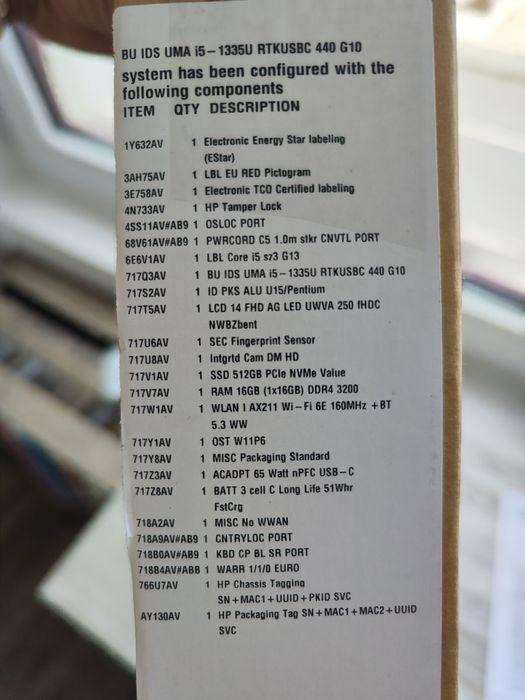 BU IDS UMA i5-1335U RTKUSBC 440 G10
system has been configured with the
following components
ITEM QTY DESCRIPTION
1Y632AV 1 Electronic Energy Star labeling
(EStar)
3AH75AV 1 LBL EU RED Pictogram
3E758AV 1 Electronic TCO Certified labeling
4N733AV 1 HP Tamper Lock
4SS11AV#AB9 1 OSLOC PORT
68V61AV#AB9 1 PWRCORD C5 1.0m stkr CNVTL PORT
6E6V1AV 1 LBL Core i5 sz3 G13
717Q3AV 1 BU IDS UMA i5-1335U RTKUSBC 440 G10
717S2AV 1 ID PKS ALU U15/Pentium
717T5AV 1 LCD 14 FHD AG LED UWVA 250 fHDC
NWBZbent
717U6AV 1 SEC Fingerprint Sensor
717U8AV 1 Intgrtd Cam DM HD
717V1AV 1 SSD 512GB PCIe NVMe Value
717V7AV 1 RAM 16GB (1x16GB) DDR4 3200
717W1AV 1 WLAN I AX211 Wi-Fi 6E 160MHz +BT
5.3 WW
717Y1AV 1 OST W11P6
717Y8AV 1 MISC Packaging Standard
717Z3AV 1 ACADPT 65 Watt nPFC USB-C
717Z8AV 1 BATT 3 cell C Long Life 51Whr
FstCrg
718A2AV 1 MISC No WWAN
718A9AV#AB9 1 CNTRYLOC PORT
718B0AV#AB9 1 KBD CP BL SR PORT
718B4AV#ABB 1 WARR 1/1/0 EURO
766U7AV 1 HP Chassis Tagging
SN+MAC1+UUID+PKID SVC
AY130AV 1 HP Packaging Tag SN+MAC1+MAC2+UUID
SVC